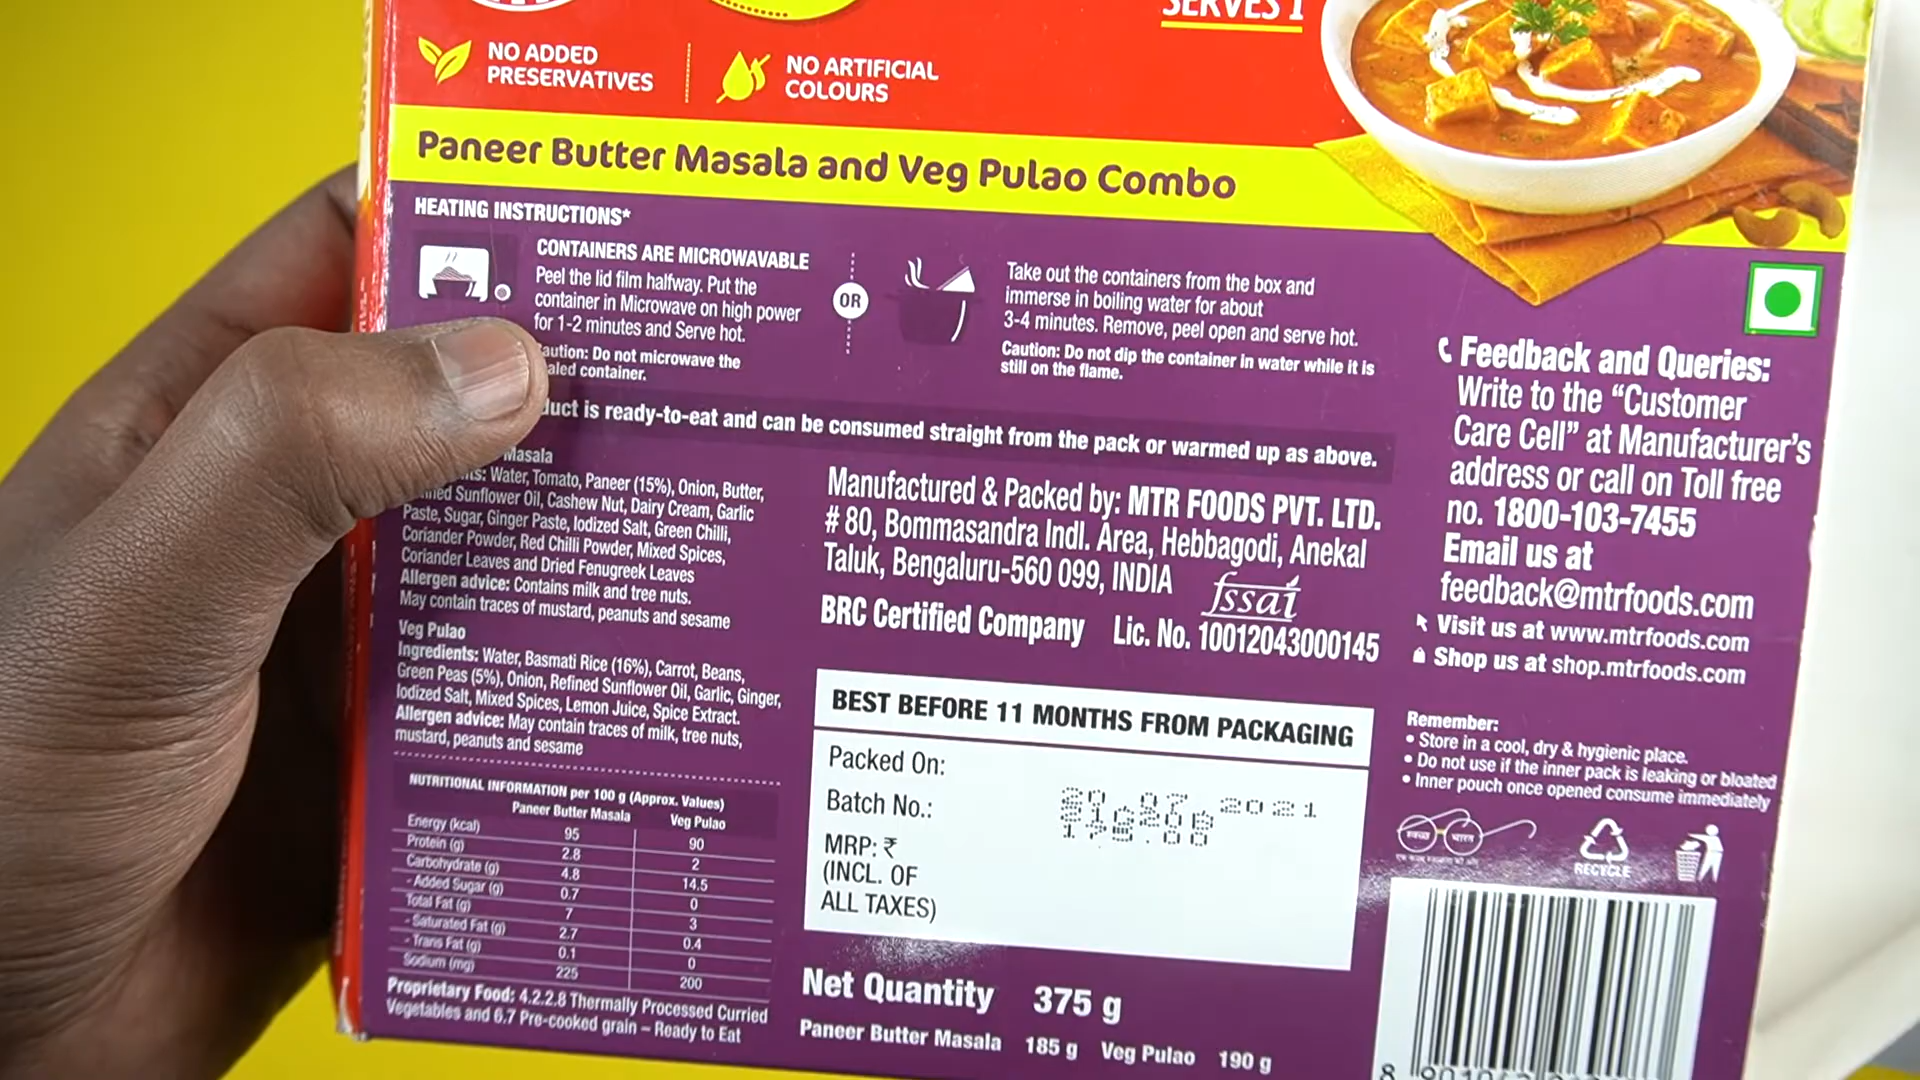 SERVES 1
NO ADDED
PRESERVATIVES
NO ARTIFICIAL
COLOURS
Paneer Butter Masala and Veg Pulao Combo
HEATING INSTRUCTIONS*
CONTAINERS ARE MICROWAVABLE
Peel the lid film halfway. Put the
container in Microwave on high power
for 1-2 minutes and Serve hot.
aution: Do not microwave the
aled container.
OR
Take out the containers from the box and
immerse in boiling water for about
3-4 minutes. Remove, peel open and serve hot.
Caution: Do not dip the container in water while it is
still on the flame.
duct is ready-to-eat and can be consumed straight from the pack or warmed up as above.
Masala
ts: Water, Tomato, Paneer (15%), Onion, Butter,
ined Sunflower Oil, Cashew Nut, Dairy Cream, Garlic
Paste, Sugar, Ginger Paste, Iodized Salt, Green Chilli,
Coriander Powder, Red Chilli Powder, Mixed Spices,
Coriander Leaves and Dried Fenugreek Leaves
Allergen advice: Contains milk and tree nuts.
May contain traces of mustard, peanuts and sesame
Veg Pulao
Ingredients: Water, Basmati Rice (16%), Carrot, Beans,
Green Peas (5%), Onion, Refined Sunflower Oil, Garlic, Ginger,
Iodized Salt, Mixed Spices, Lemon Juice, Spice Extract.
Allergen advice: May contain traces of milk, tree nuts,
mustard, peanuts and sesame
NUTRITIONAL INFORMATION per 100 g (Approx. Values)
Paneer Butter Masala Veg Pulao
Energy (kcal) 95 90
Protein (g) 2.8 2
Carbohydrate (g) 4.8 14.5
- Added Sugar (g) 0.7 0
Total Fat (g) 7 3
- Saturated Fat (g) 2.7 0.4
- Trans Fat (g) 0.1 0
Sodium (mg) 225 200
Proprietary Food: 4.2.2.8 Thermally Processed Curried
Vegetables and 6.7 Pre-cooked grain – Ready to Eat
Manufactured & Packed by: MTR FOODS PVT. LTD.
# 80, Bommasandra Indl. Area, Hebbagodi, Anekal
Taluk, Bengaluru-560 099, INDIA
fssai
BRC Certified Company Lic. No. 10012043000145
BEST BEFORE 11 MONTHS FROM PACKAGING
Packed On: 07 2021
Batch No.:
MRP: ₹
(INCL. OF
ALL TAXES)
Net Quantity 375 g
Paneer Butter Masala 185 g Veg Pulao 190 g
Feedback and Queries:
Write to the “Customer
Care Cell” at Manufacturer's
address or call on Toll free
no. 1800-103-7455
Email us at
feedback@mtrfoods.com
Visit us at www.mtrfoods.com
Shop us at shop.mtrfoods.com
Remember:
• Store in a cool, dry & hygienic place.
• Do not use if the inner pack is leaking or bloated
• Inner pouch once opened consume immediately
स्वच्छ भारत
RECYCLE